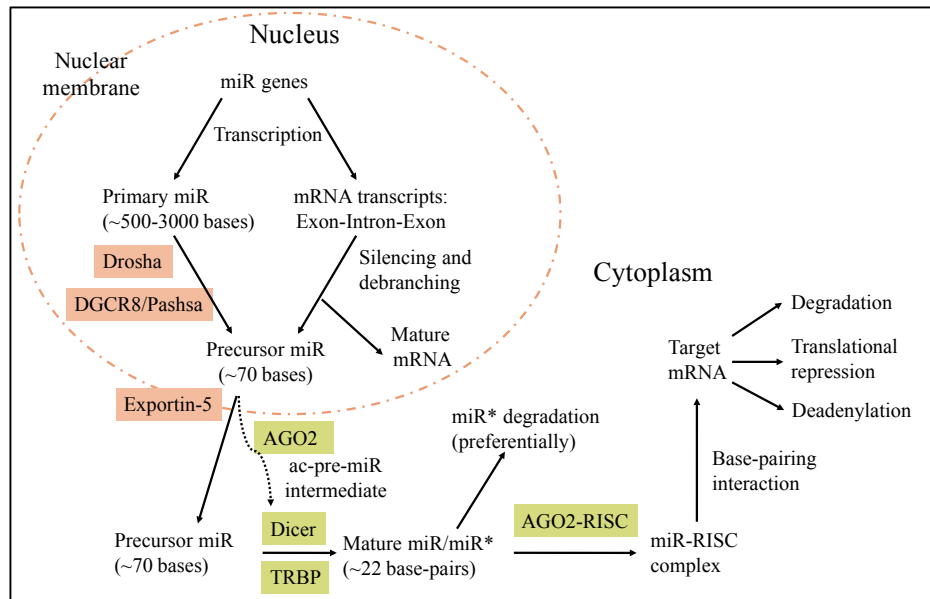 Nucleus
Nuclear
membrane
miR genes
Transcription
Primary miR
(~500-3000 bases)
mRNA transcripts:
Exon-Intron-Exon
Drosha
DGCR8/Pashsa
Silencing and
debranching
Cytoplasm
Precursor miR
(~70 bases)
Mature
mRNA
Exportin-5
Degradation
Target
mRNA
Translational
repression
Deadenylation
AGO2
ac-pre-miR
intermediate
miR* degradation
(preferentially)
Base-pairing
interaction
Precursor miR
(~70 bases)
Dicer
TRBP
Mature miR/miR*
(~22 base-pairs)
AGO2-RISC
miR-RISC
complex